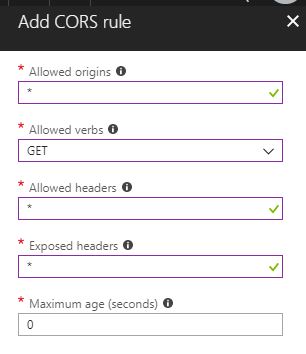 Add CORS rule
* Allowed origins
*
* Allowed verbs
GET
* Allowed headers
*
* Exposed headers
*
* Maximum age (seconds)
0